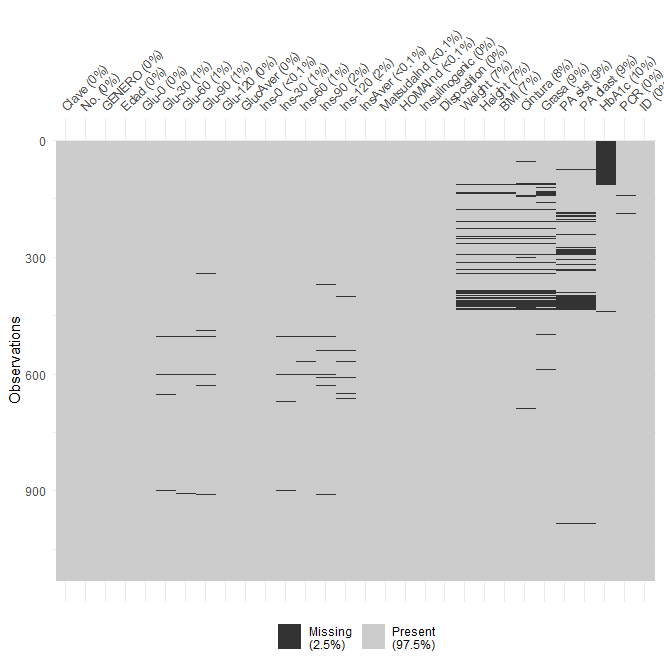 Clave (0%)
No. (0%)
GENERO (0%)
Edad (0%)
Glu-0 (0%)
Glu-30 (1%)
Glu-60 (1%)
Glu-90 (1%)
Glu-120 (0%)
GlucAver (0%)
Ins-0 (<0.1%)
Ins-30 (1%)
Ins-60 (1%)
Ins-90 (2%)
Ins-120 (2%)
InsAver (<0.1%)
MatsudaInd (<0.1%)
HOMAInd (<0.1%)
Insulinogenic (0%)
Disposition (0%)
Weight (7%)
Height (7%)
BMI (7%)
Cintura (8%)
Grasa (9%)
PA sist (9%)
PA diast (9%)
HbA1c (10%)
PCR (0%)
ID (0%
0
300
600
900
Observations
Missing
(2.5%)
Present
(97.5%)